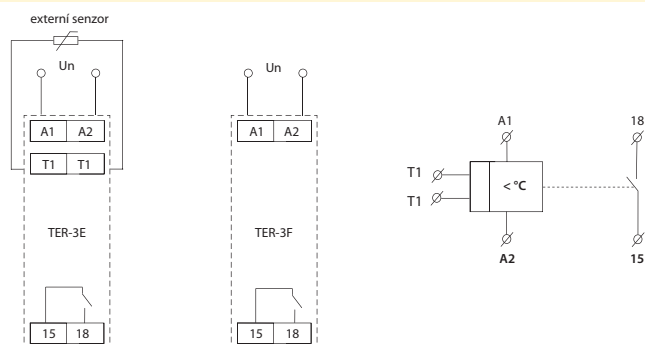 externí senzor
Un
A1 A2
T1 T1
TER-3E
15 18
Un
A1 A2
TER-3F
15 18
A1
18
T1
T1
< °C
A2
15